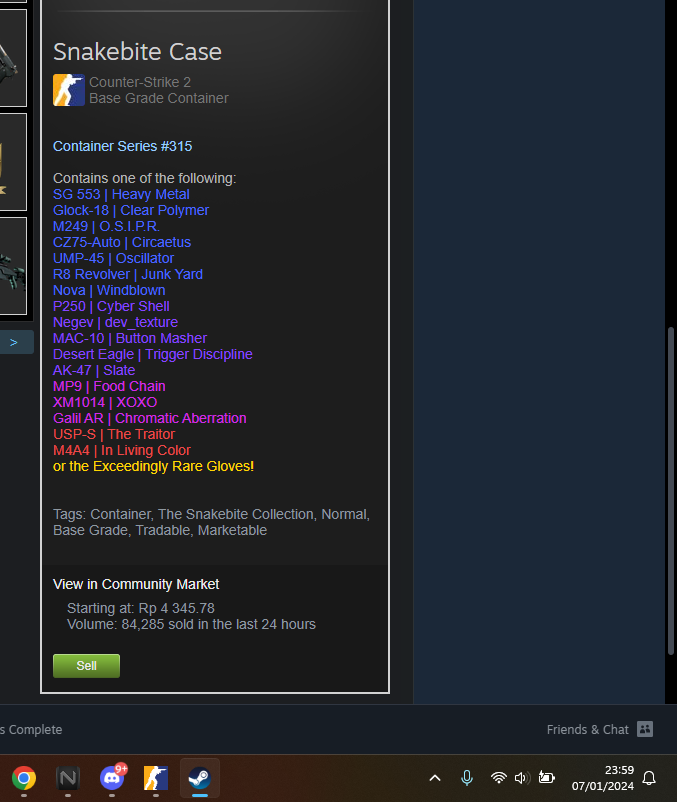 Snakebite Case
Counter-Strike 2
Base Grade Container
Container Series #315
Contains one of the following:
SG 553 | Heavy Metal
Glock-18 | Clear Polymer
M249 | O.S.I.P.R.
CZ75-Auto | Circaetus
UMP-45 | Oscillator
R8 Revolver | Junk Yard
Nova | Windblown
P250 | Cyber Shell
Negev | dev_texture
MAC-10 | Button Masher
Desert Eagle | Trigger Discipline
AK-47 | Slate
MP9 | Food Chain
XM1014 | XOXO
Galil AR | Chromatic Aberration
USP-S | The Traitor
M4A4 | In Living Color
or the Exceedingly Rare Gloves!
Tags: Container, The Snakebite Collection, Normal,
Base Grade, Tradable, Marketable
>
View in Community Market
Starting at: Rp 4 345.78
Volume: 84,285 sold in the last 24 hours
Sell
s Complete
Friends & Chat
9+
N
23:59
07/01/2024